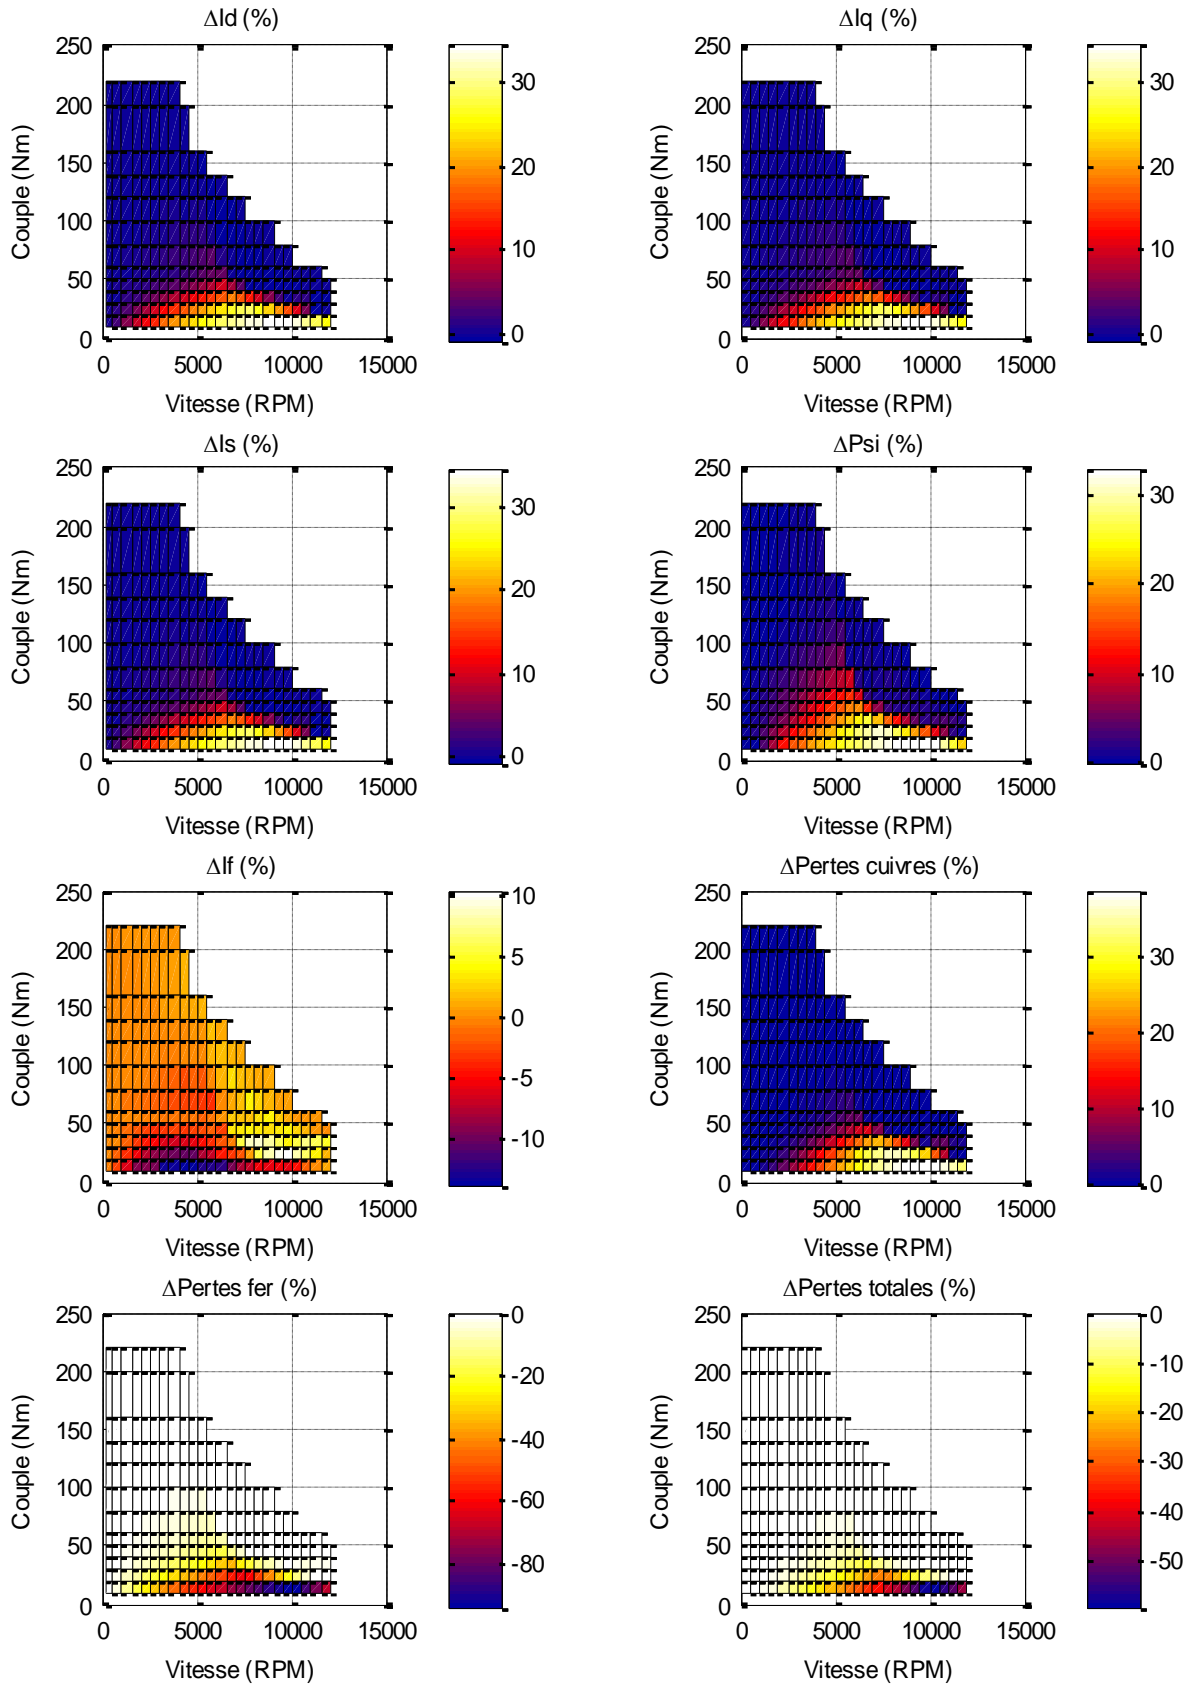 ΔId (%)
250
200
150
100
50
0
Couple (Nm)
0 5000 10000 15000
Vitesse (RPM)
30
20
10
0
ΔIq (%)
250
200
150
100
50
0
Couple (Nm)
0 5000 10000 15000
Vitesse (RPM)
30
20
10
0
ΔIs (%)
250
200
150
100
50
0
Couple (Nm)
0 5000 10000 15000
Vitesse (RPM)
30
20
10
0
ΔPsi (%)
250
200
150
100
50
0
Couple (Nm)
0 5000 10000 15000
Vitesse (RPM)
30
20
10
0
ΔIf (%)
250
200
150
100
50
0
Couple (Nm)
0 5000 10000 15000
Vitesse (RPM)
10
5
0
-5
-10
ΔPertes cuivres (%)
250
200
150
100
50
0
Couple (Nm)
0 5000 10000 15000
Vitesse (RPM)
30
20
10
0
ΔPertes fer (%)
250
200
150
100
50
0
Couple (Nm)
0 5000 10000 15000
Vitesse (RPM)
0
-20
-40
-60
-80
ΔPertes totales (%)
250
200
150
100
50
0
Couple (Nm)
0 5000 10000 15000
Vitesse (RPM)
0
-10
-20
-30
-40
-50